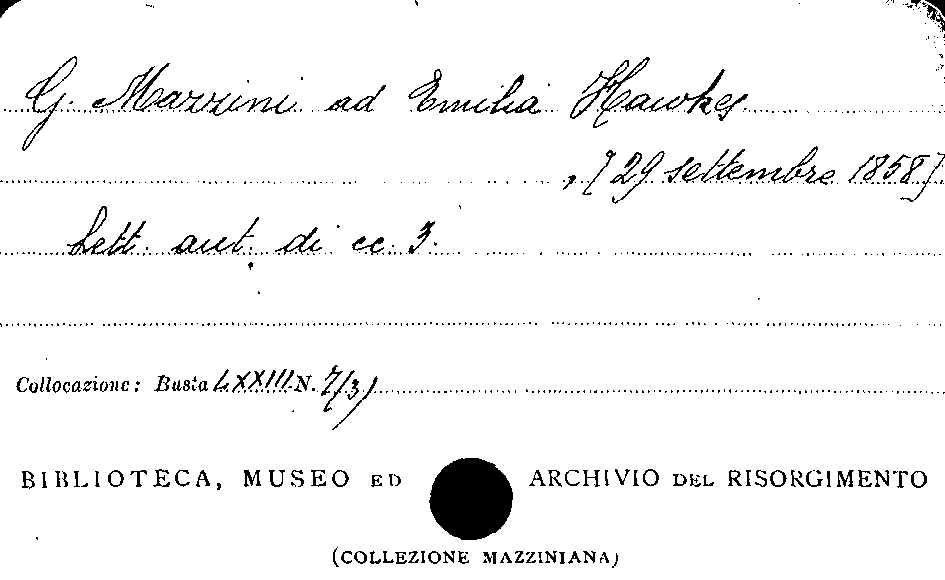 G. Mazzini ad Emilia Hawkes
, [29 settembre 1858]
Lett. aut. di cc. 3.
Collocazione: Busta LXXIII N. 7/3)
BIBLIOTECA, MUSEO ED ARCHIVIO DEL RISORGIMENTO
(COLLEZIONE MAZZINIANA)